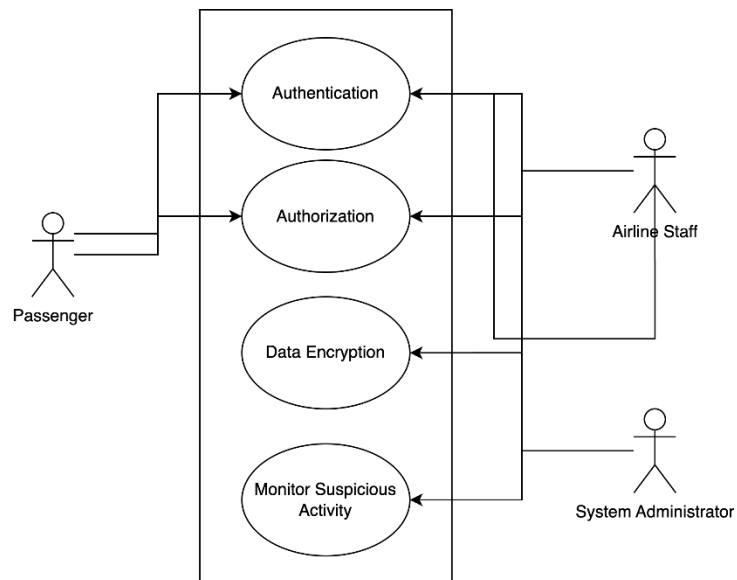 Authentication
Authorization
Airline Staff
Passenger
Data Encryption
Monitor Suspicious
Activity
System Administrator